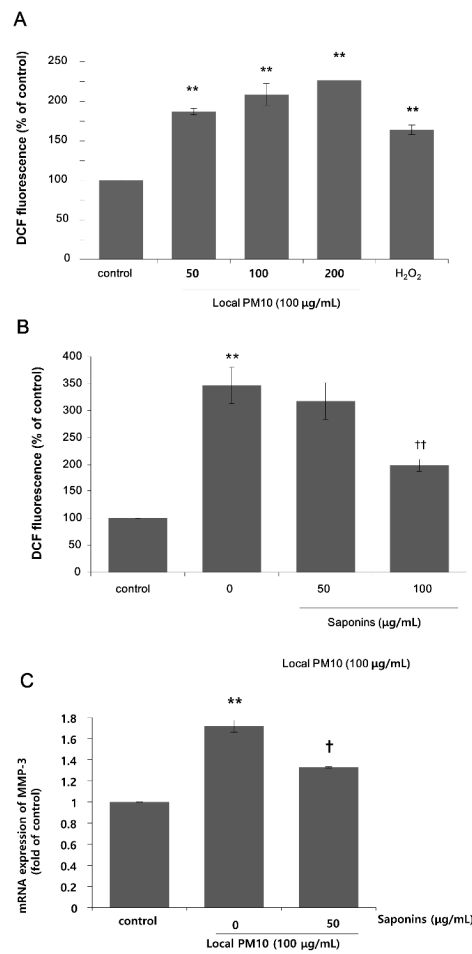 A
DCF fluorescence (% of control)
250
200
150
100
50
0
** ** ** **
control 50 100 200 H₂O₂
Local PM10 (100 µg/mL)
B
DCF fluorescence (% of control)
400
350
300
250
200
150
100
50
0
** ††
control 0 50 100
Saponins (µg/mL)
Local PM10 (100 µg/mL)
C
mRNA expression of MMP-3
(fold of control)
1.8
1.6
1.4
1.2
1
0.8
0.6
0.4
0.2
0
** †
control 0 50 Saponins (µg/mL)
Local PM10 (100 µg/mL)